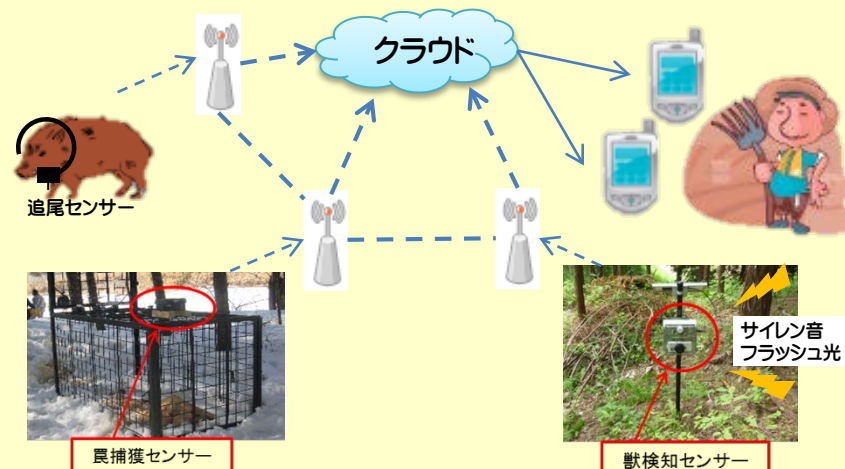 クラウド
追尾センサー
サイレン音
フラッシュ光
罠捕獲センサー
獣検知センサー